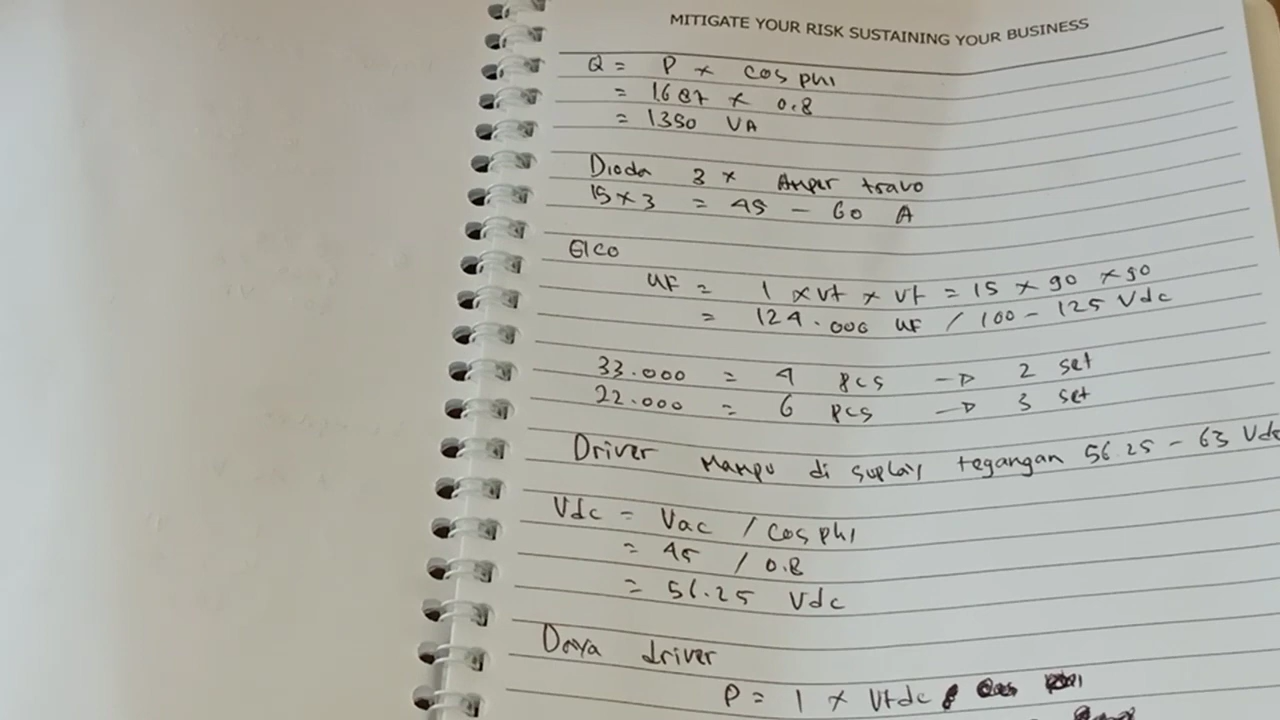 MITIGATE YOUR RISK SUSTAINING YOUR BUSINESS
Q = P x cos phi
= 1687 x 0.8
= 1350 VA
Dioda 3 x Amper travo
15 x 3 = 45 - 60 A
Elco
UF = 1 x vt x vt = 15 x 90 x 90
= 124.000 UF / 100 - 125 Vdc
33.000 = 4 pcs -> 2 set
22.000 = 6 pcs -> 3 set
Driver Mampu di suplaiy tegangan 56.25 - 63 Vdc
Vdc = Vac / cos phi
= 45 / 0.8
= 56.25 Vdc
Daya driver
P = 1 x Vtdc